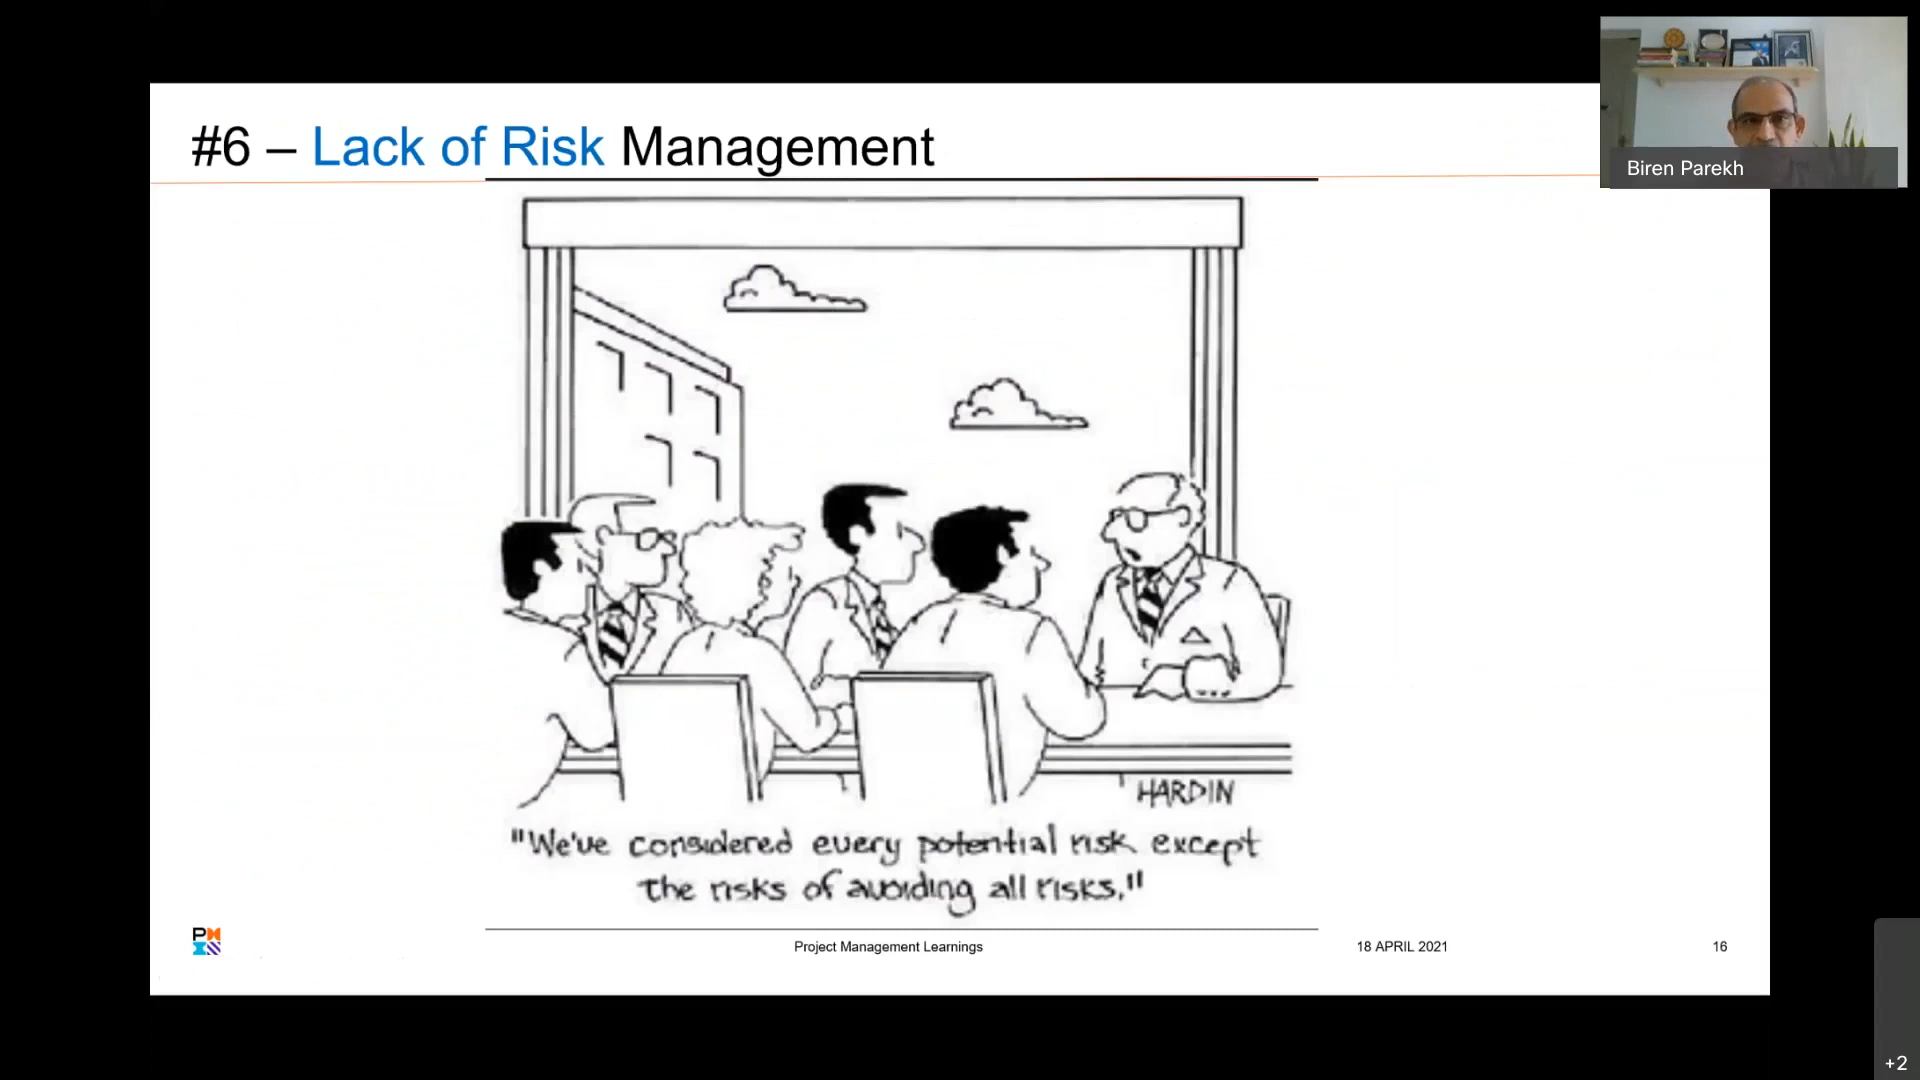 #6 – Lack of Risk Management
Biren Parekh
HARDIN
"We've considered every potential risk except
the risks of avoiding all risks."
PM
Project Management Learnings
18 APRIL 2021
16
+2